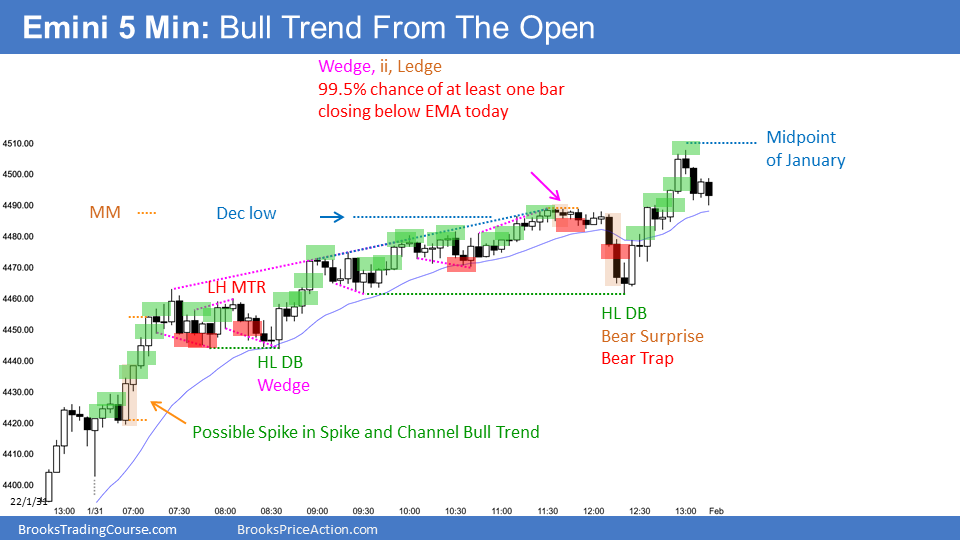 Emini 5 Min: Bull Trend From The Open
Wedge, ii, Ledge
99.5% chance of at least one bar
closing below EMA today
Midpoint
of January
MM
Dec low
LH MTR
HL DB
Wedge
HL DB
Bear Surprise
Bear Trap
Possible Spike in Spike and Channel Bull Trend
4510.00
4500.00
4490.00
4480.00
4470.00
4460.00
4450.00
4440.00
4430.00
4420.00
4410.00
4400.00
22/1/31
13:00 1/31 07:00 07:30 08:00 08:30 09:00 09:30 10:00 10:30 11:00 11:30 12:00 12:30 13:00 Feb
BrooksTradingCourse.com BrooksPriceAction.com